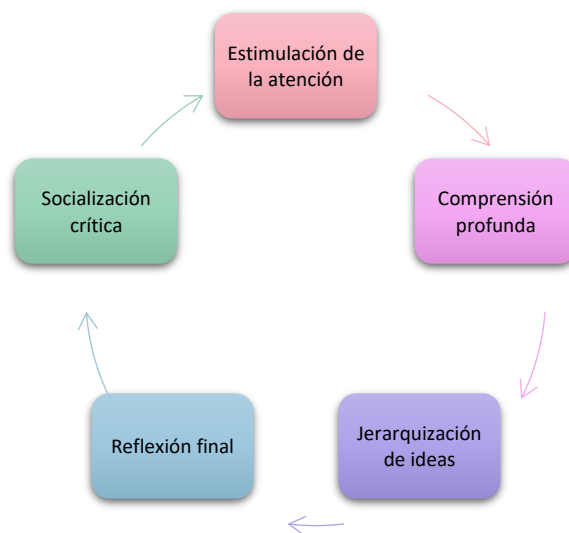 Estimulación de
la atención
Comprensión
profunda
Jerarquización
de ideas
Reflexión final
Socialización
crítica